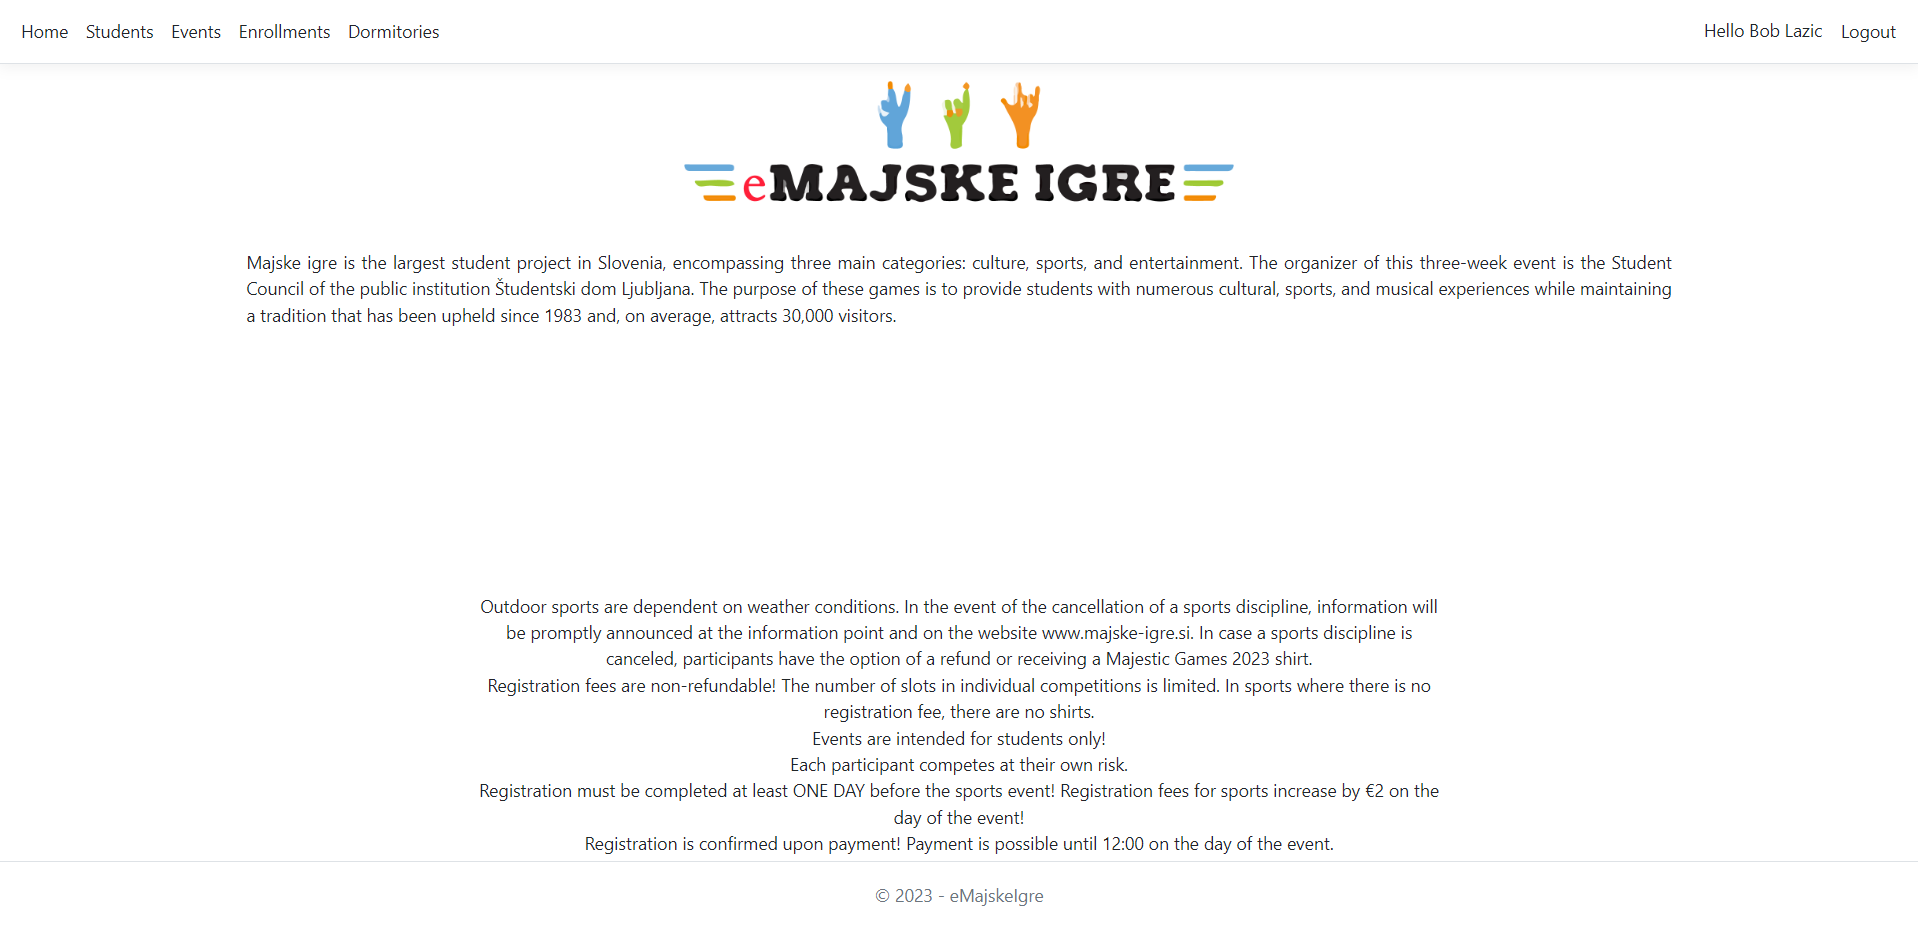 Home Students Events Enrollments Dormitories Hello Bob Lazic Logout
eMAJSKE IGRE
Majske igre is the largest student project in Slovenia, encompassing three main categories: culture, sports, and entertainment. The organizer of this three-week event is the Student
Council of the public institution Študentski dom Ljubljana. The purpose of these games is to provide students with numerous cultural, sports, and musical experiences while maintaining
a tradition that has been upheld since 1983 and, on average, attracts 30,000 visitors.
Outdoor sports are dependent on weather conditions. In the event of the cancellation of a sports discipline, information will
be promptly announced at the information point and on the website www.majske-igre.si. In case a sports discipline is
canceled, participants have the option of a refund or receiving a Majestic Games 2023 shirt.
Registration fees are non-refundable! The number of slots in individual competitions is limited. In sports where there is no
registration fee, there are no shirts.
Events are intended for students only!
Each participant competes at their own risk.
Registration must be completed at least ONE DAY before the sports event! Registration fees for sports increase by €2 on the
day of the event!
Registration is confirmed upon payment! Payment is possible until 12:00 on the day of the event.
© 2023 - eMajskeIgre